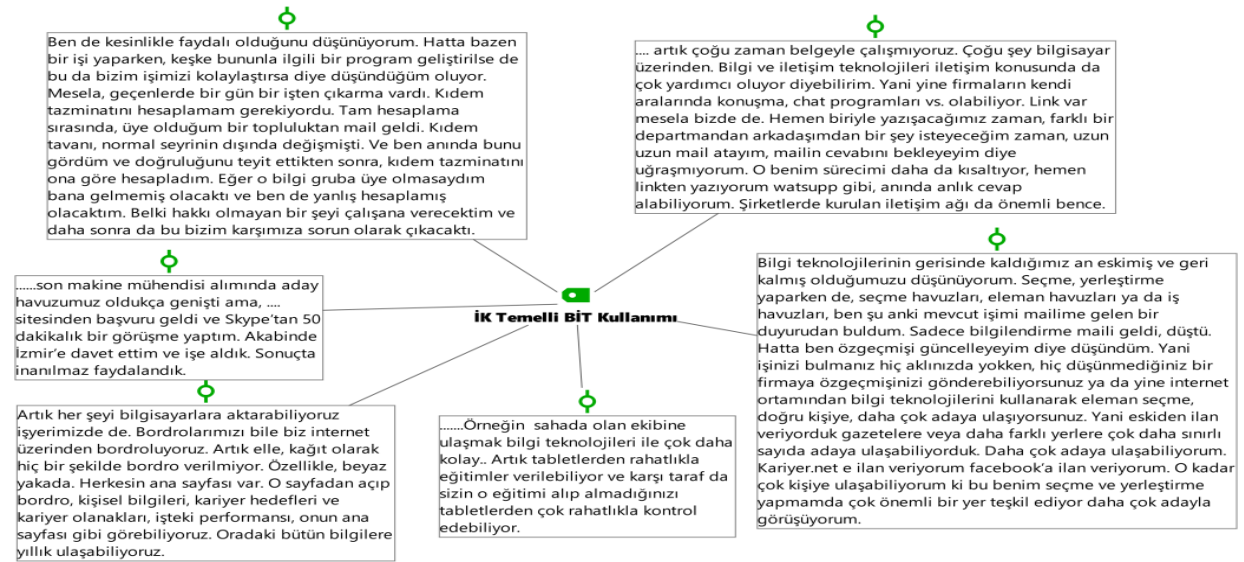 Ben de kesinlikle faydalı olduğunu düşünüyorum. Hatta bazen
bir işi yaparken, keşke bununla ilgili bir program geliştirilse de
bu da bizim işimizi kolaylaştırsa diye düşündüğüm oluyor.
Mesela, geçenlerde bir gün bir işten çıkarma vardı. Kıdem
tazminatını hesaplamam gerekiyordu. Tam hesaplama
sırasında, üye olduğum bir topluluktan mail geldi. Kıdem
tavanı, normal seyrinin dışında değişmişti. Ve ben anında bunu
gördüm ve doğruluğunu teyit ettikten sonra, kıdem tazminatını
ona göre hesapladım. Eğer o bilgi gruba üye olmasaydım
bana gelmemiş olacaktı ve ben de yanlış hesaplamış
olacaktım. Belki hakkı olmayan bir şeyi çalışana verecektim ve
daha sonra da bu bizim karşımıza sorun olarak çıkacaktı.
.... artık çoğu zaman belgeyle çalışmıyoruz. Çoğu şey bilgisayar
üzerinden. Bilgi ve iletişim teknolojileri iletişim konusunda da
çok yardımcı oluyor diyebilirim. Yani yine firmaların kendi
aralarında konuşma, chat programları vs. olabiliyor. Link var
mesela bizde de. Hemen biriyle yazışacağımız zaman, farklı bir
departmandan arkadaşımdan bir şey isteyeceğim zaman, uzun
uzun mail atayım, mailin cevabını bekleyeyim diye
uğraşmıyorum. O benim sürecimi daha da kısaltıyor, hemen
linkten yazıyorum watsupp gibi, anında anlık cevap
alabiliyorum. Şirketlerde kurulan iletişim ağı da önemli bence.
......son makine mühendisi alımında aday
havuzumuz oldukça genişti ama, ....
sitesinden başvuru geldi ve Skype'tan 50
dakikalık bir görüşme yaptım. Akabinde
İzmir'e davet ettim ve işe aldık. Sonuçta
inanılmaz faydalandık.
İK Temelli BİT Kullanımı
Bilgi teknolojilerinin gerisinde kaldığımız an eskimiş ve geri
kalmış olduğumuzu düşünüyorum. Seçme, yerleştirme
yaparken de, seçme havuzları, eleman havuzları ya da iş
havuzları, ben şu anki mevcut işimi mailime gelen bir
duyurudan buldum. Sadece bilgilendirme maili geldi, düştü.
Hatta ben özgeçmişi güncelleyeyim diye düşündüm. Yani
işinizi bulmanız hiç aklınızda yokken, hiç düşünmediğiniz bir
firmaya özgeçmişinizi gönderebiliyorsunuz ya da yine internet
ortamından bilgi teknolojilerini kullanarak eleman seçme,
doğru kişiye, daha çok adaya ulaşıyorsunuz. Yani eskiden ilan
veriyorduk gazetelere veya daha farklı yerlere çok daha sınırlı
sayıda adaya ulaşabiliyorduk. Daha çok adaya ulaşabiliyorum.
Kariyer.net e ilan veriyorum facebook'a ilan veriyorum. O kadar
çok kişiye ulaşabiliyorum ki bu benim seçme ve yerleştirme
yapmamda çok önemli bir yer teşkil ediyor daha çok adayla
görüşüyorum.
Artık her şeyi bilgisayarlara aktarabiliyoruz
işyerimizde de. Bordrolarımızı bile biz internet
üzerinden bordroluyoruz. Artık elle, kağıt olarak
hiç bir şekilde bordro verilmiyor. Özellikle, beyaz
yakada. Herkesin ana sayfası var. O sayfadan açıp
bordro, kişisel bilgileri, kariyer hedefleri ve
kariyer olanakları, işteki performansı, onun ana
sayfası gibi görebiliyoruz. Oradaki bütün bilgilere
yıllık ulaşabiliyoruz.
.......Örneğin sahada olan ekibine
ulaşmak bilgi teknolojileri ile çok daha
kolay.. Artık tabletlerden rahatlıkla
eğitimler verilebiliyor ve karşı taraf da
sizin o eğitimi alıp almadığınızı
tabletlerden çok rahatlıkla kontrol
edebiliyor.